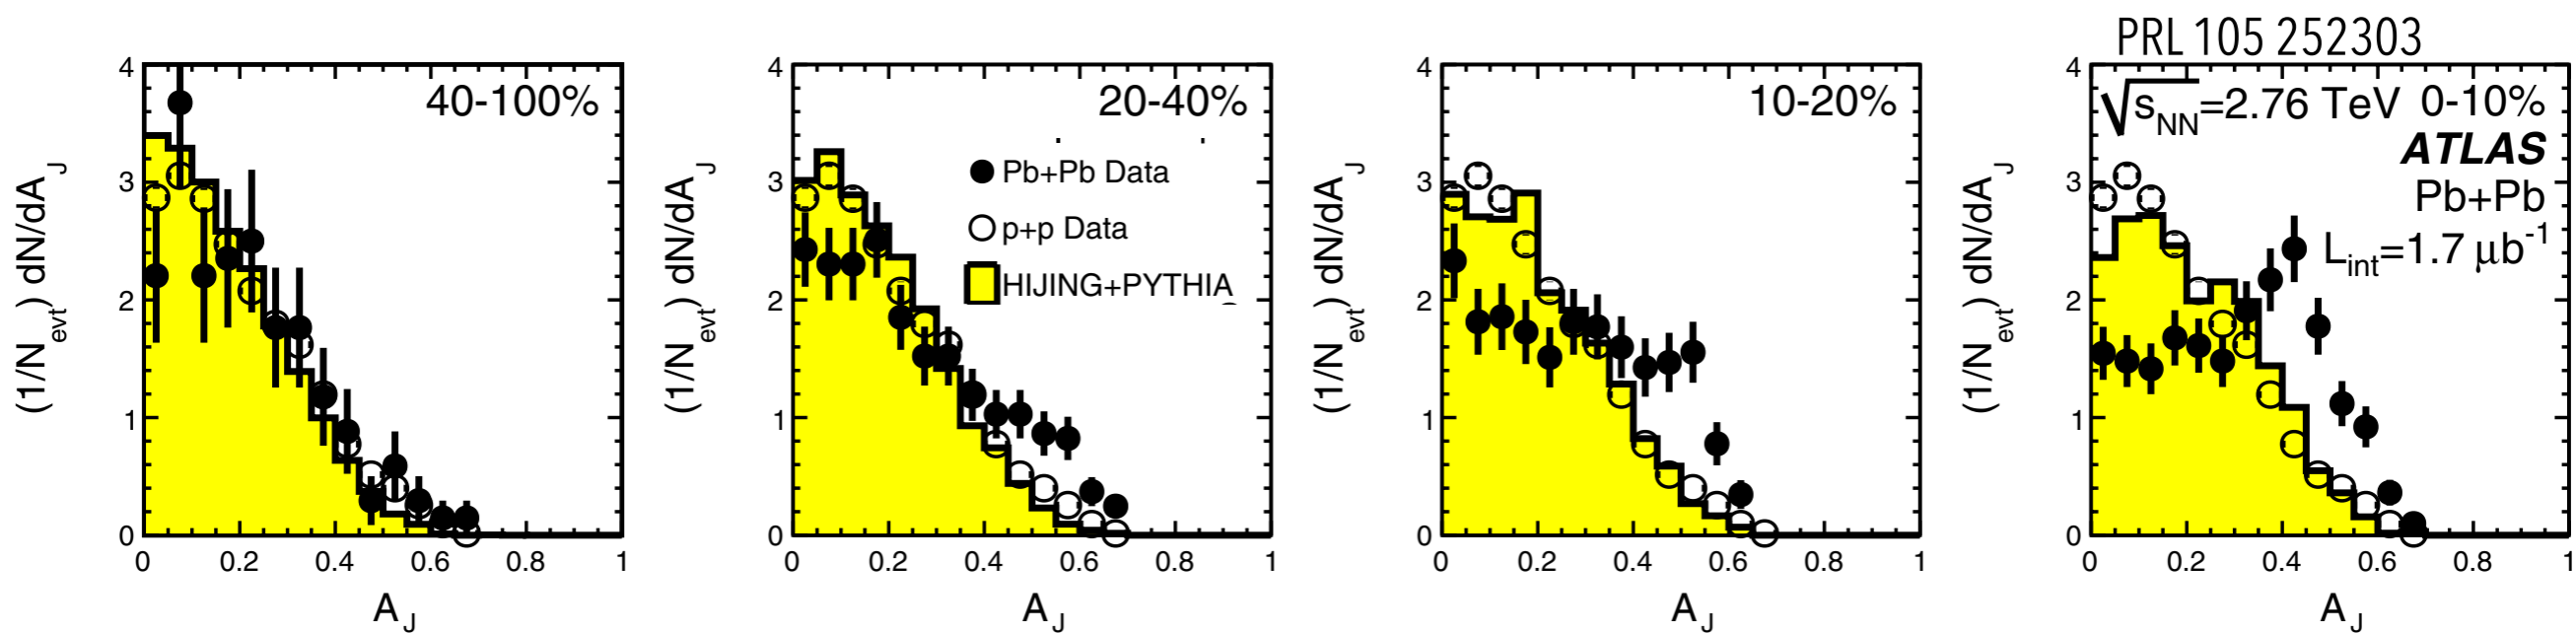 PRL 105 252303
(1/N_evt) dN/dA_J
4
3
2
1
0
40-100%
0 0.2 0.4 0.6 0.8 1
A_J
(1/N_evt) dN/dA_J
4
3
2
1
0
20-40%
Pb+Pb Data
p+p Data
HIJING+PYTHIA
0 0.2 0.4 0.6 0.8 1
A_J
(1/N_evt) dN/dA_J
4
3
2
1
0
10-20%
0 0.2 0.4 0.6 0.8 1
A_J
(1/N_evt) dN/dA_J
4
3
2
1
0
√s_NN=2.76 TeV 0-10%
ATLAS
Pb+Pb
L_int=1.7 μb^-1
0 0.2 0.4 0.6 0.8 1
A_J